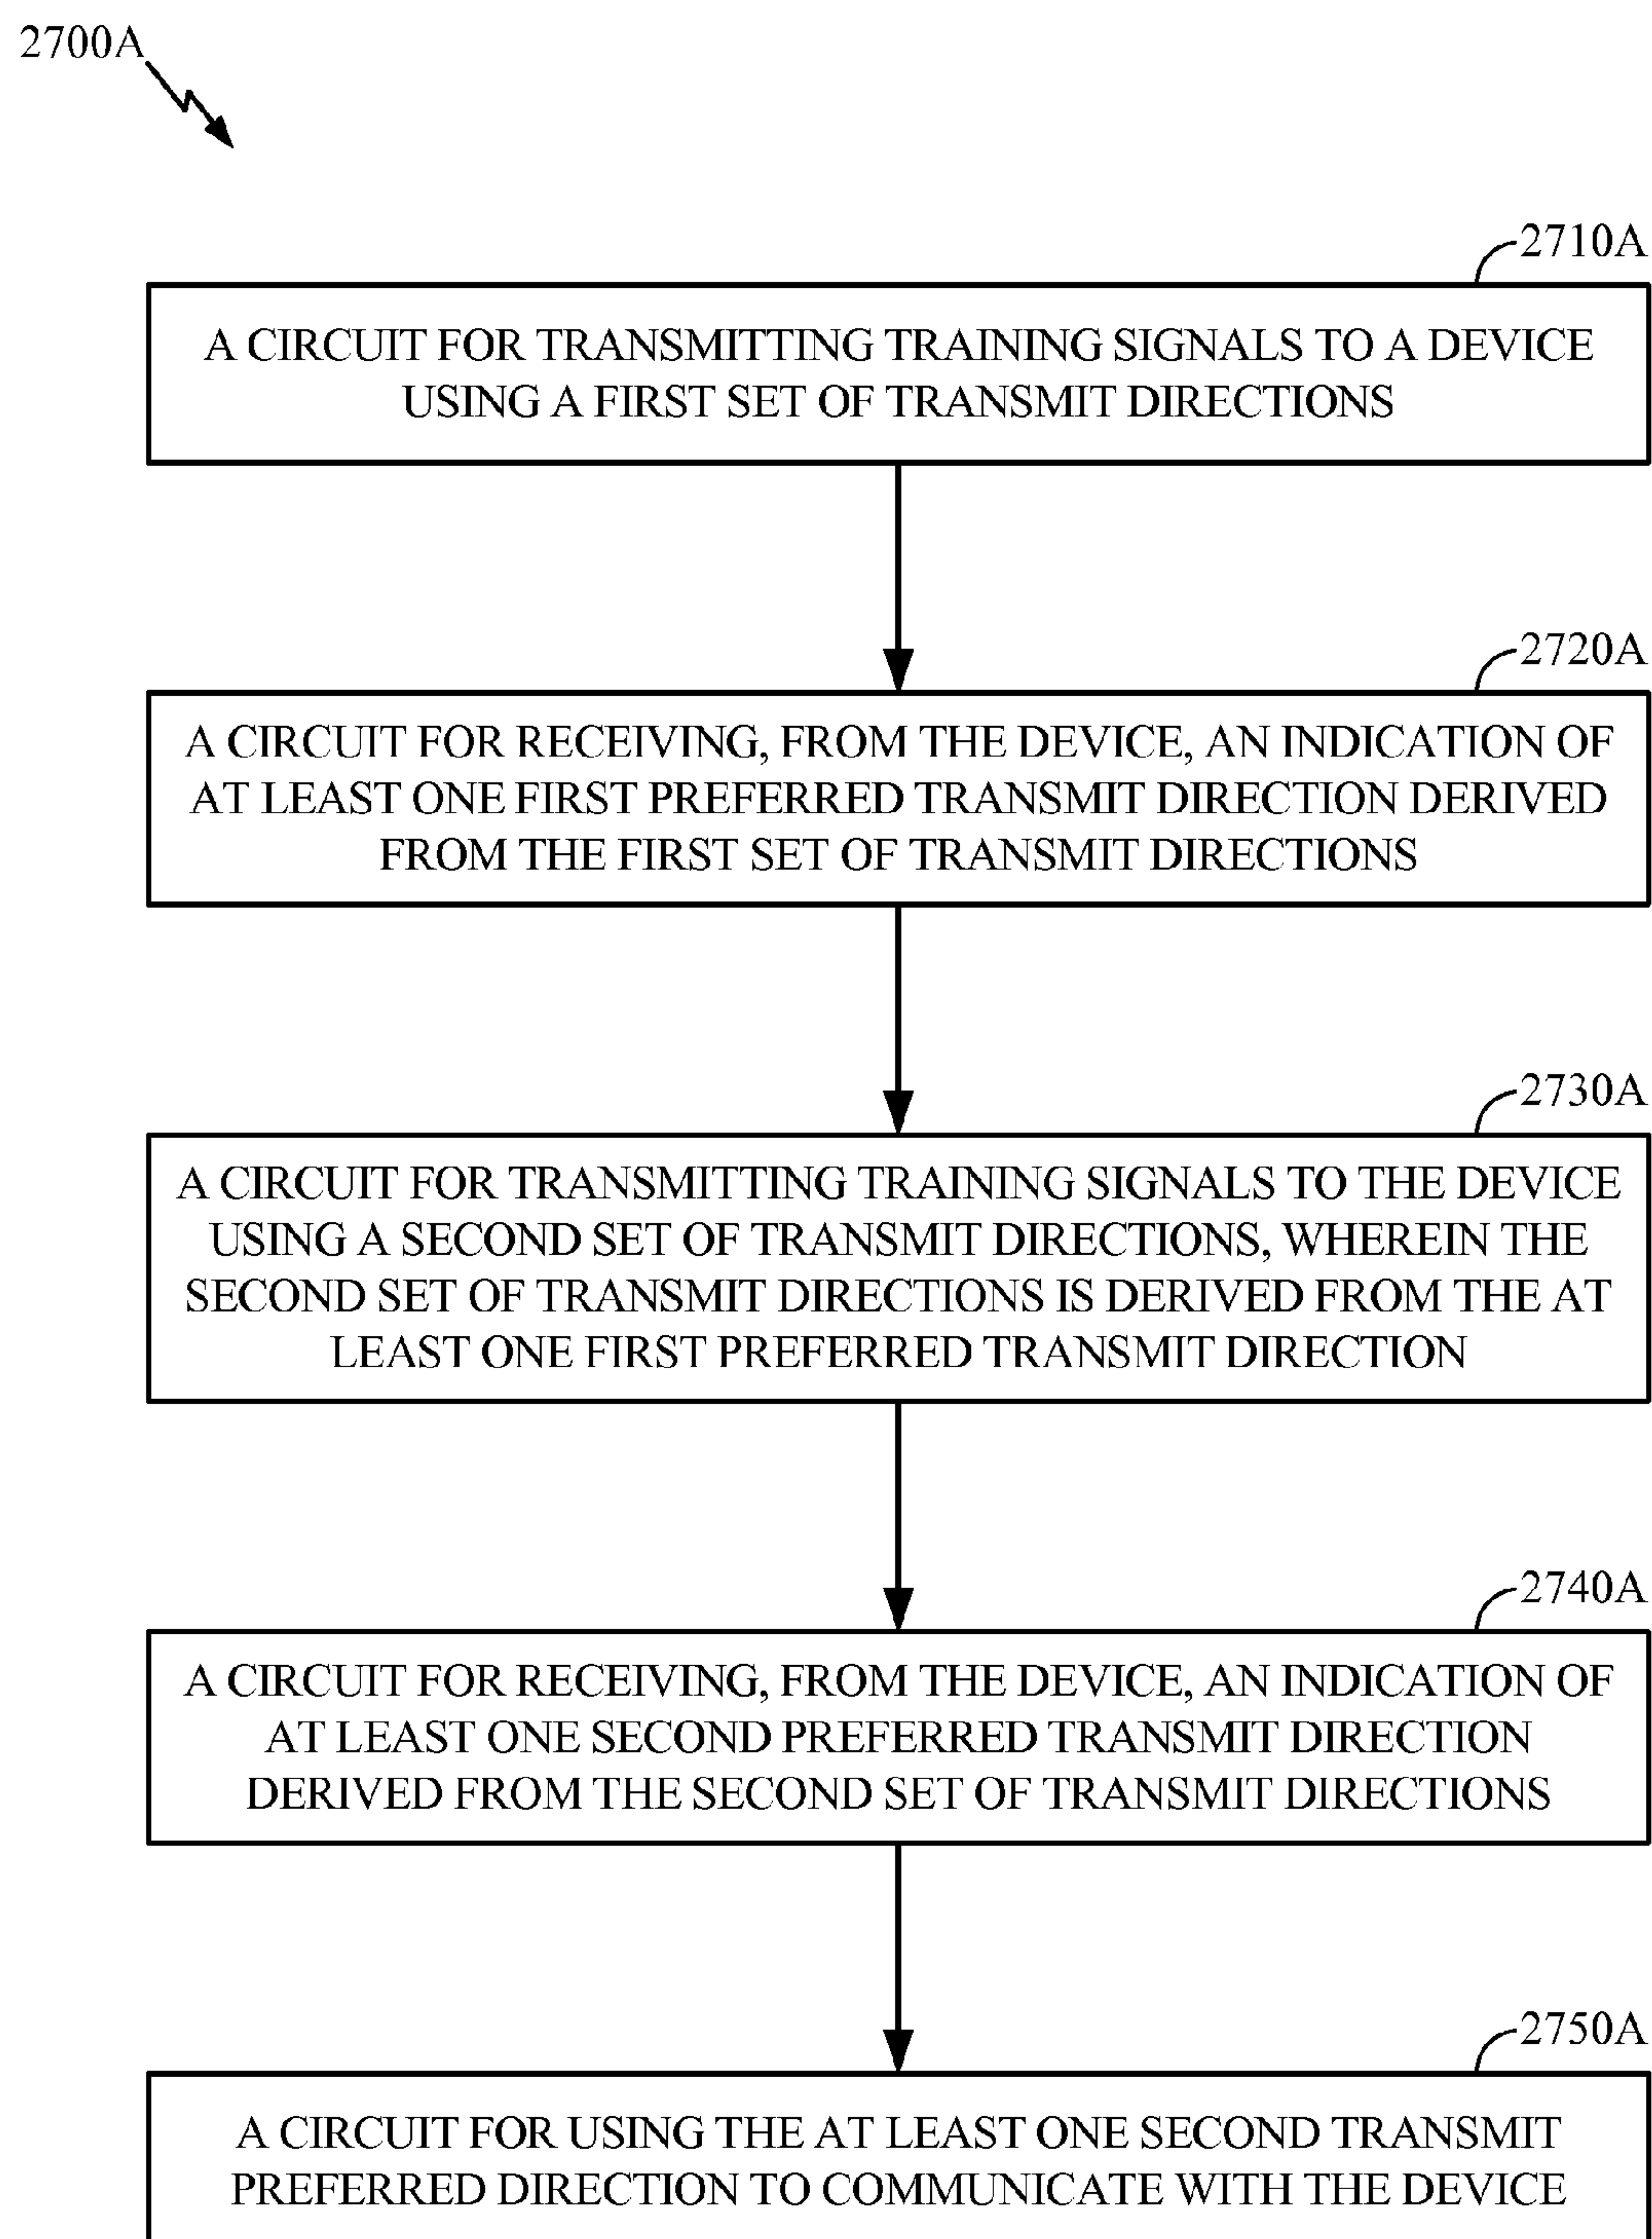 2700A
2710A
A CIRCUIT FOR TRANSMITTING TRAINING SIGNALS TO A DEVICE
USING A FIRST SET OF TRANSMIT DIRECTIONS
2720A
A CIRCUIT FOR RECEIVING, FROM THE DEVICE, AN INDICATION OF
AT LEAST ONE FIRST PREFERRED TRANSMIT DIRECTION DERIVED
FROM THE FIRST SET OF TRANSMIT DIRECTIONS
2730A
A CIRCUIT FOR TRANSMITTING TRAINING SIGNALS TO THE DEVICE
USING A SECOND SET OF TRANSMIT DIRECTIONS, WHEREIN THE
SECOND SET OF TRANSMIT DIRECTIONS IS DERIVED FROM THE AT
LEAST ONE FIRST PREFERRED TRANSMIT DIRECTION
2740A
A CIRCUIT FOR RECEIVING, FROM THE DEVICE, AN INDICATION OF
AT LEAST ONE SECOND PREFERRED TRANSMIT DIRECTION
DERIVED FROM THE SECOND SET OF TRANSMIT DIRECTIONS
2750A
A CIRCUIT FOR USING THE AT LEAST ONE SECOND TRANSMIT
PREFERRED DIRECTION TO COMMUNICATE WITH THE DEVICE